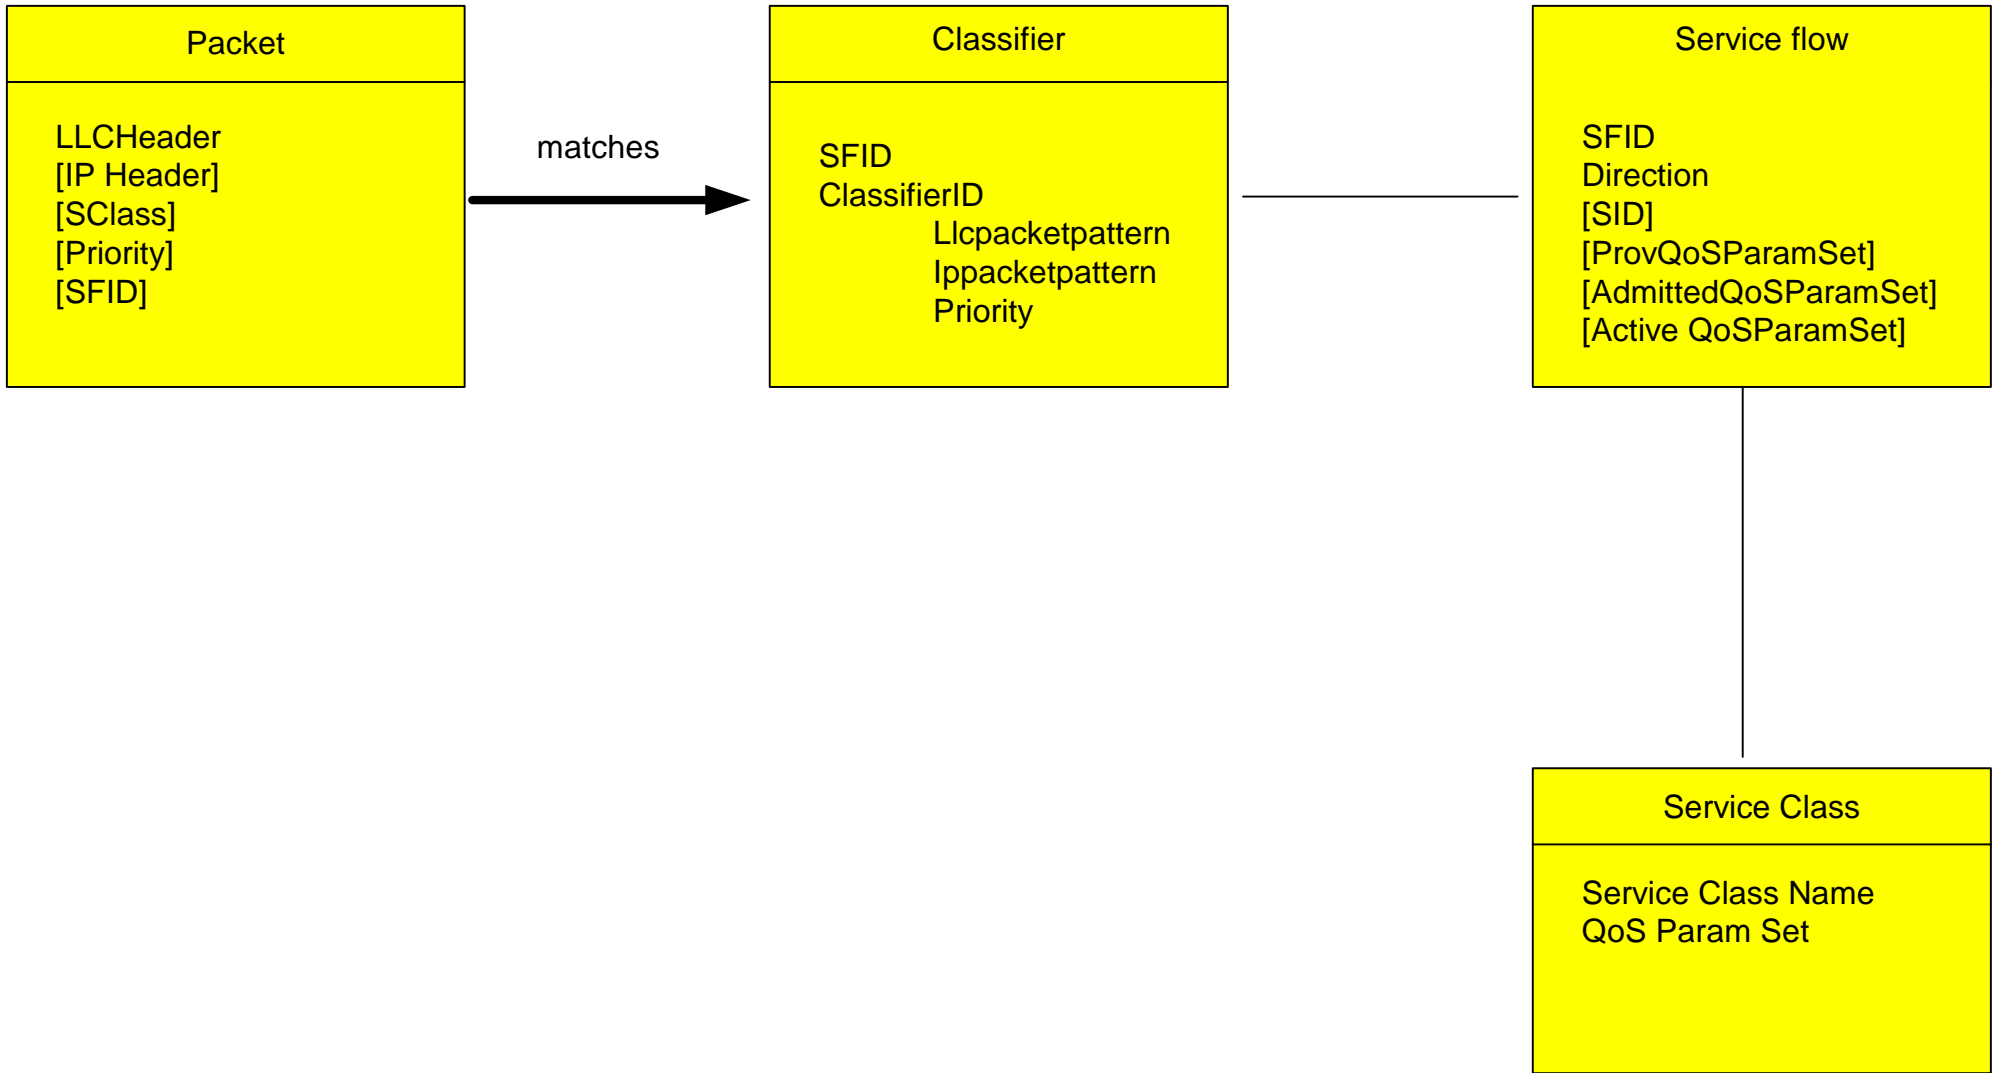 Packet
LLCHeader
[IP Header]
[SClass]
[Priority]
[SFID]
matches
Classifier
SFID
ClassifierID
Llcpacketpattern
Ippacketpattern
Priority
Service flow
SFID
Direction
[SID]
[ProvQoSParamSet]
[AdmittedQoSParamSet]
[Active QoSParamSet]
Service Class
Service Class Name
QoS Param Set